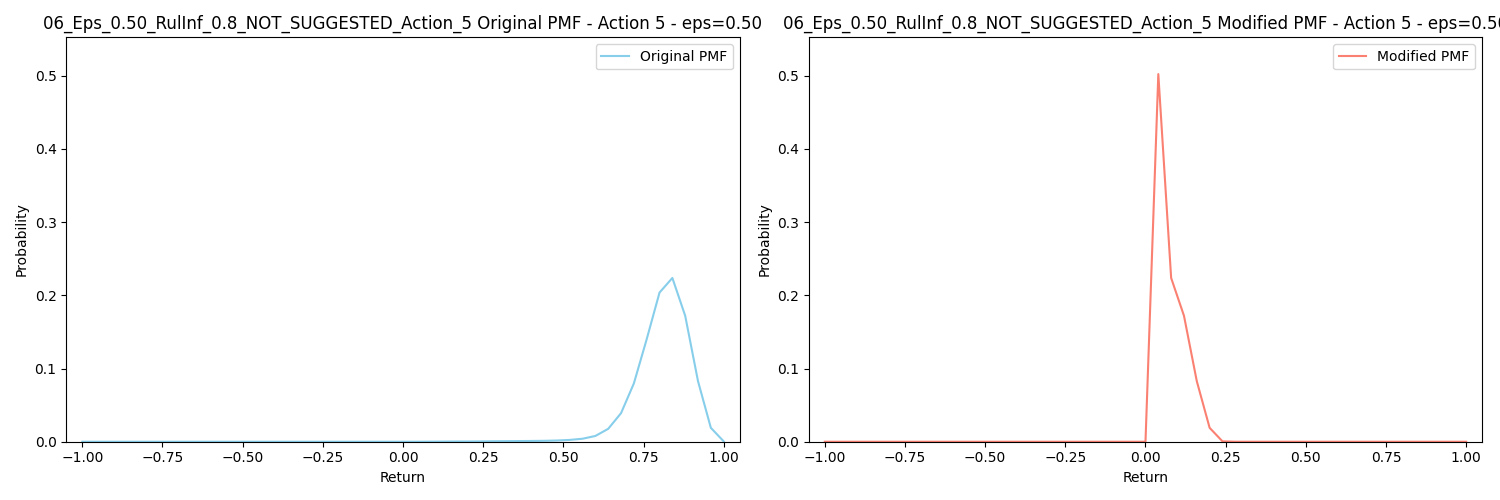 06_Eps_0.50_RulInf_0.8_NOT_SUGGESTED_Action_5 Original PMF - Action 5 - eps=0.50
Original PMF
Probability
0.5
0.4
0.3
0.2
0.1
0.0
−1.00 −0.75 −0.50 −0.25 0.00 0.25 0.50 0.75 1.00
Return
06_Eps_0.50_RulInf_0.8_NOT_SUGGESTED_Action_5 Modified PMF - Action 5 - eps=0.50
Modified PMF
Probability
0.5
0.4
0.3
0.2
0.1
0.0
−1.00 −0.75 −0.50 −0.25 0.00 0.25 0.50 0.75 1.00
Return